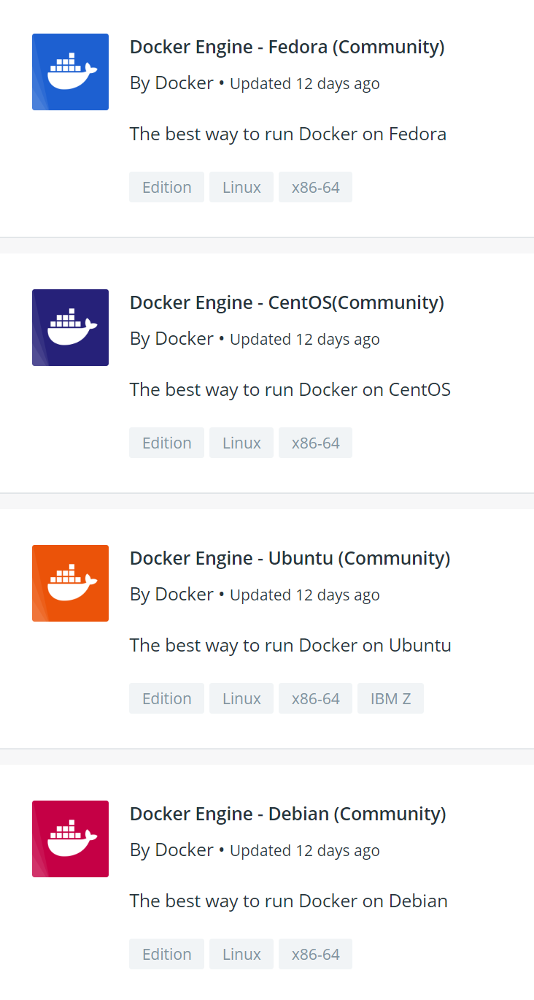 Docker Engine - Fedora (Community)
By Docker • Updated 12 days ago
The best way to run Docker on Fedora
Edition Linux x86-64
Docker Engine - CentOS(Community)
By Docker • Updated 12 days ago
The best way to run Docker on CentOS
Edition Linux x86-64
Docker Engine - Ubuntu (Community)
By Docker • Updated 12 days ago
The best way to run Docker on Ubuntu
Edition Linux x86-64 IBM Z
Docker Engine - Debian (Community)
By Docker • Updated 12 days ago
The best way to run Docker on Debian
Edition Linux x86-64